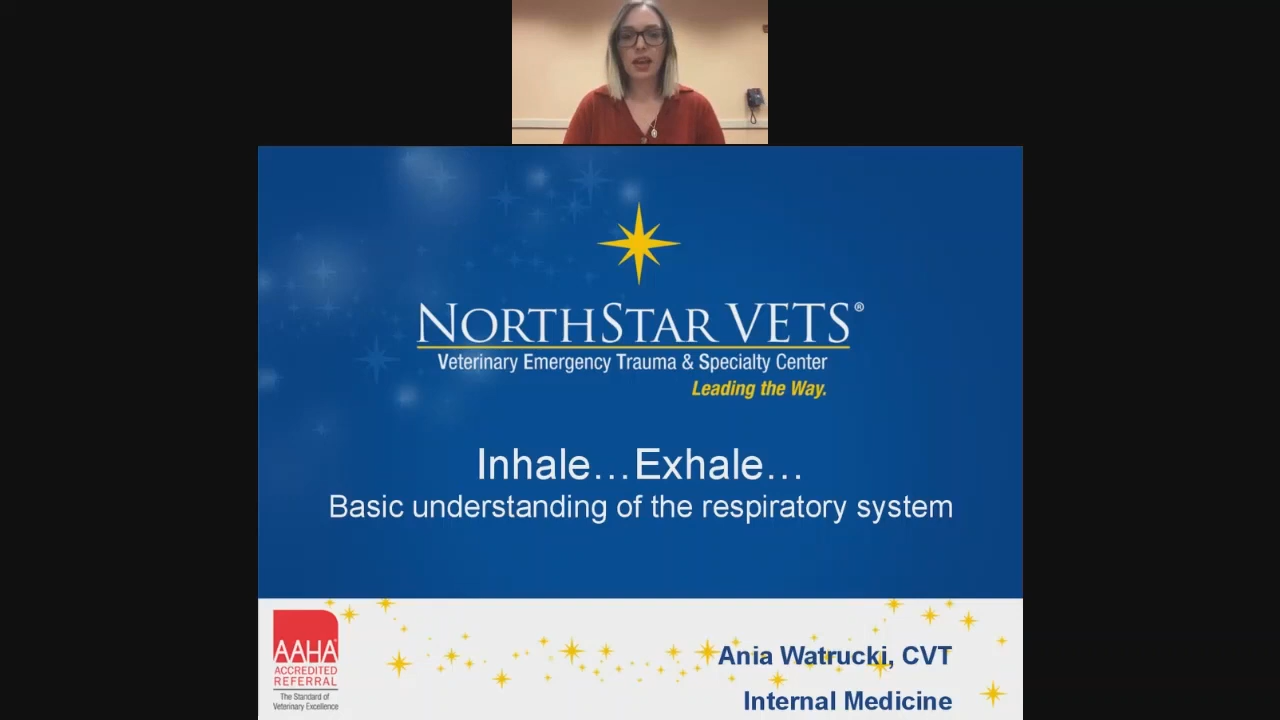 NORTHSTAR VETS®
Veterinary Emergency Trauma & Specialty Center
Leading the Way.
Inhale…Exhale…
Basic understanding of the respiratory system
AAHA®
ACCREDITED
REFERRAL
The Standard of
Veterinary Excellence
Ania Watrucki, CVT
Internal Medicine